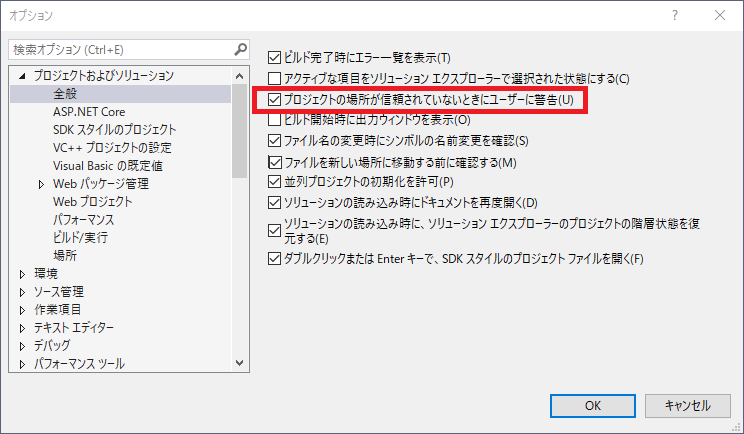 オプション
検索オプション (Ctrl+E)
プロジェクトおよびソリューション
全般
ASP.NET Core
SDK スタイルのプロジェクト
VC++ プロジェクトの設定
Visual Basic の既定値
Web パッケージ管理
Web プロジェクト
パフォーマンス
ビルド/実行
場所
環境
ソース管理
作業項目
テキスト エディター
デバッグ
パフォーマンス ツール
ビルド完了時にエラー一覧を表示(T)
アクティブな項目をソリューション エクスプローラーで選択された状態にする(C)
プロジェクトの場所が信頼されていないときにユーザーに警告(U)
ビルド開始時に出力ウィンドウを表示(O)
ファイル名の変更時にシンボルの名前変更を確認(S)
ファイルを新しい場所に移動する前に確認する(M)
並列プロジェクトの初期化を許可(P)
ソリューションの読み込み時にドキュメントを再度開く(D)
ソリューションの読み込み時に、ソリューション エクスプローラーのプロジェクトの階層状態を復
元する(E)
ダブルクリックまたは Enter キーで、SDK スタイルのプロジェクト ファイルを開く(F)
OK
キャンセル